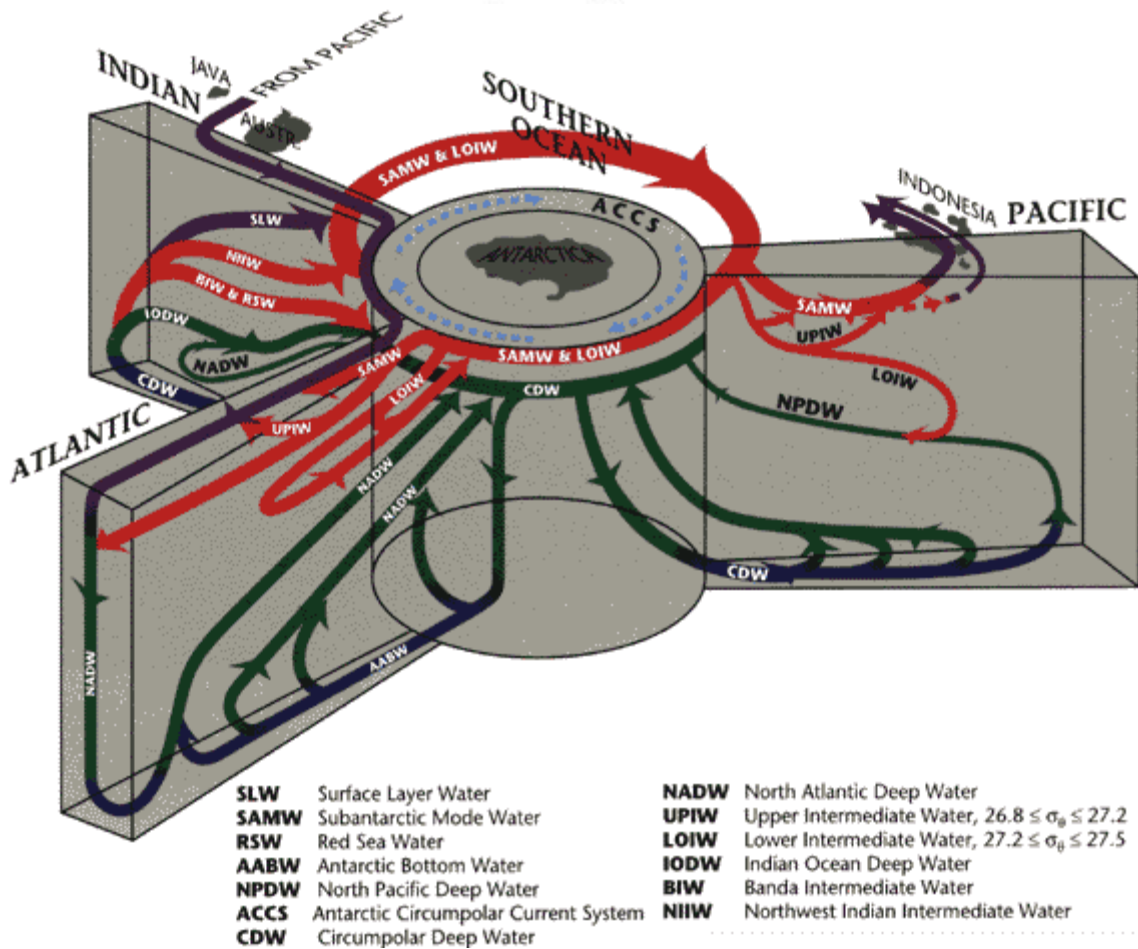 INDIAN
JAVA
FROM PACIFIC
AUSTR.
SOUTHERN
OCEAN
SAMW & LOIW
INDONESIA
PACIFIC
ACCS
ANTARCTICA
SLW
NIIW
BIW & RSW
IODW
NADW
CDW
SAMW
UPIW
LOIW
NPDW
SAMW & LOIW
CDW
SAMW
LOIW
UPIW
ATLANTIC
NADW
NADW
CDW
AABW
NADW
SLW Surface Layer Water
SAMW Subantarctic Mode Water
RSW Red Sea Water
AABW Antarctic Bottom Water
NPDW North Pacific Deep Water
ACCS Antarctic Circumpolar Current System
CDW Circumpolar Deep Water
NADW North Atlantic Deep Water
UPIW Upper Intermediate Water, 26.8 ≤ σθ ≤ 27.2
LOIW Lower Intermediate Water, 27.2 ≤ σθ ≤ 27.5
IODW Indian Ocean Deep Water
BIW Banda Intermediate Water
NIIW Northwest Indian Intermediate Water